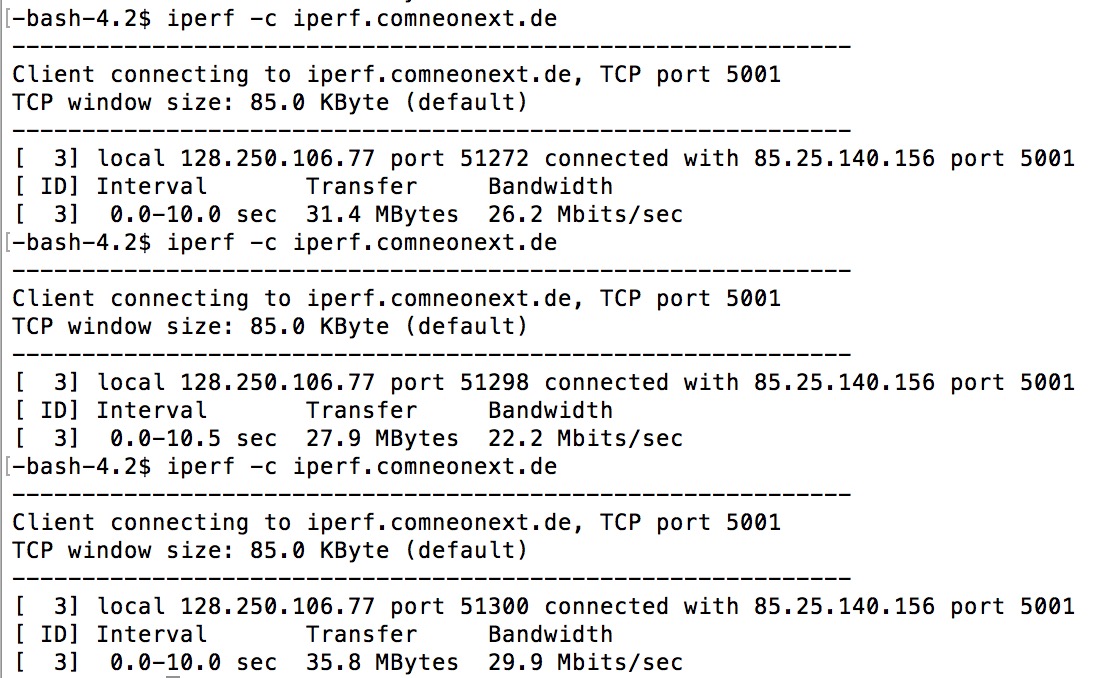 [-bash-4.2$ iperf -c iperf.comneonext.de
------------------------------------------------------------
Client connecting to iperf.comneonext.de, TCP port 5001
TCP window size: 85.0 KByte (default)
------------------------------------------------------------
[  3] local 128.250.106.77 port 51272 connected with 85.25.140.156 port 5001
[ ID] Interval       Transfer     Bandwidth
[  3]  0.0-10.0 sec  31.4 MBytes  26.2 Mbits/sec
[-bash-4.2$ iperf -c iperf.comneonext.de
------------------------------------------------------------
Client connecting to iperf.comneonext.de, TCP port 5001
TCP window size: 85.0 KByte (default)
------------------------------------------------------------
[  3] local 128.250.106.77 port 51298 connected with 85.25.140.156 port 5001
[ ID] Interval       Transfer     Bandwidth
[  3]  0.0-10.5 sec  27.9 MBytes  22.2 Mbits/sec
[-bash-4.2$ iperf -c iperf.comneonext.de
------------------------------------------------------------
Client connecting to iperf.comneonext.de, TCP port 5001
TCP window size: 85.0 KByte (default)
------------------------------------------------------------
[  3] local 128.250.106.77 port 51300 connected with 85.25.140.156 port 5001
[ ID] Interval       Transfer     Bandwidth
[  3]  0.0-10.0 sec  35.8 MBytes  29.9 Mbits/sec